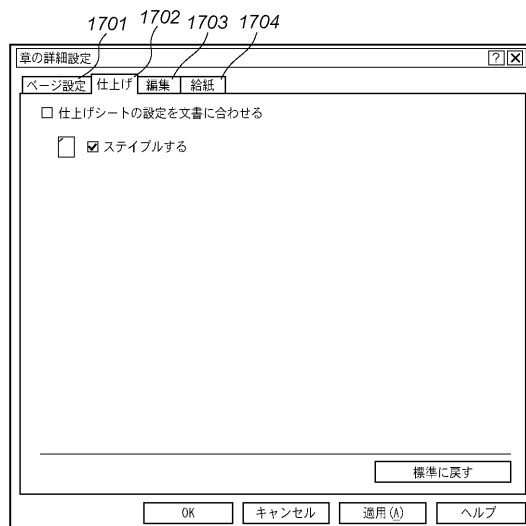 1701 1702 1703 1704
章の詳細設定 ? X
ページ設定 仕上げ 編集 給紙
仕上げシートの設定を文書に合わせる
ステイプルする
標準に戻す
OK キャンセル 適用(A) ヘルプ